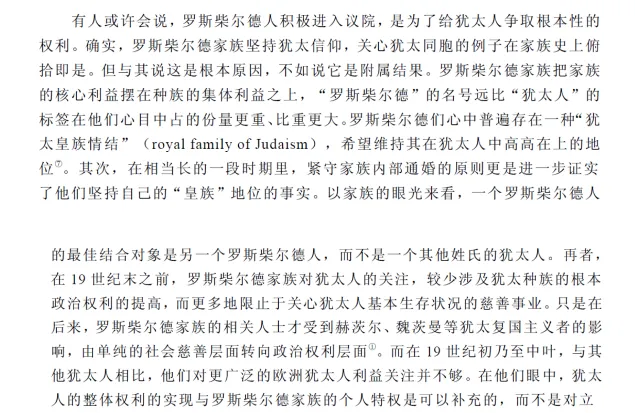 有人或许会说，罗斯柴尔德人积极进入议院，是为了给犹太人争取根本性的
权利。确实，罗斯柴尔德家族坚持犹太信仰，关心犹太同胞的例子在家族史上俯
拾即是。但与其说这是根本原因，不如说它是附属结果。罗斯柴尔德家族把家族
的核心利益摆在种族的集体利益之上，“罗斯柴尔德”的名号远比“犹太人”的
标签在他们心目中占的份量更重、比重更大。罗斯柴尔德们心中普遍存在一种“犹
太皇族情结”（royal family of Judaism），希望维持其在犹太人中高高在上的地
位⑦。其次，在相当长的一段时期里，紧守家族内部通婚的原则更是进一步证实
了他们坚持自己的“皇族”地位的事实。以家族的眼光来看，一个罗斯柴尔德人
的最佳结合对象是另一个罗斯柴尔德人，而不是一个其他姓氏的犹太人。再者，
在 19 世纪末之前，罗斯柴尔德家族对犹太人的关注，较少涉及犹太种族的根本
政治权利的提高，而更多地限止于关心犹太人基本生存状况的慈善事业。只是在
后来，罗斯柴尔德家族的相关人士才受到赫茨尔、魏茨曼等犹太复国主义者的影
响，由单纯的社会慈善层面转向政治权利层面①。而在 19 世纪初乃至中叶，与其
他犹太人相比，他们对更广泛的欧洲犹太人利益关注并不够。在他们眼中，犹太
人的整体权利的实现与罗斯柴尔德家族的个人特权是可以补充的，而不是对立